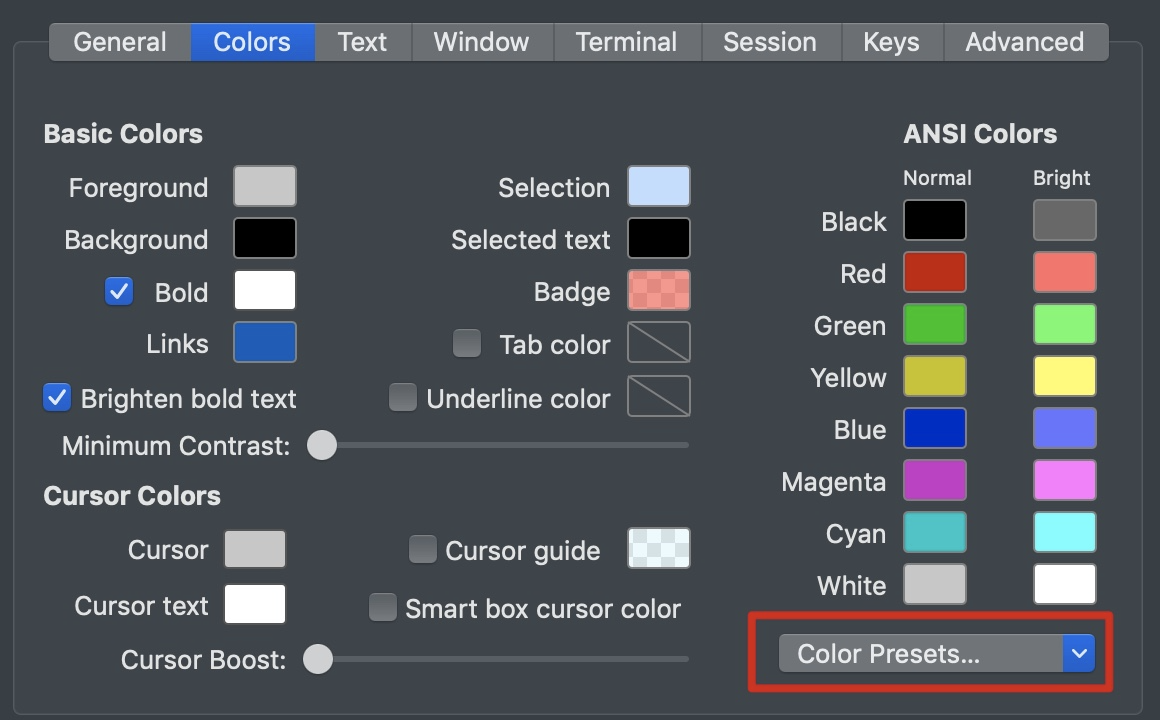 General Colors Text Window Terminal Session Keys Advanced
Basic Colors
Foreground
Background
Bold
Links
Brighten bold text
Minimum Contrast:
Selection
Selected text
Badge
Tab color
Underline color
Cursor Colors
Cursor
Cursor text
Cursor Boost:
Cursor guide
Smart box cursor color
ANSI Colors
Normal Bright
Black
Red
Green
Yellow
Blue
Magenta
Cyan
White
Color Presets...